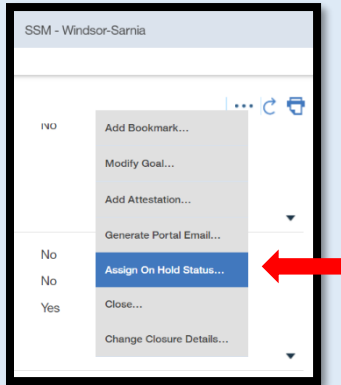 SSM - Windsor-Sarnia
No
Add Bookmark...
Modify Goal...
Add Attestation...
Generate Portal Email...
No
Assign On Hold Status...
No
Yes
Close...
Change Closure Details...